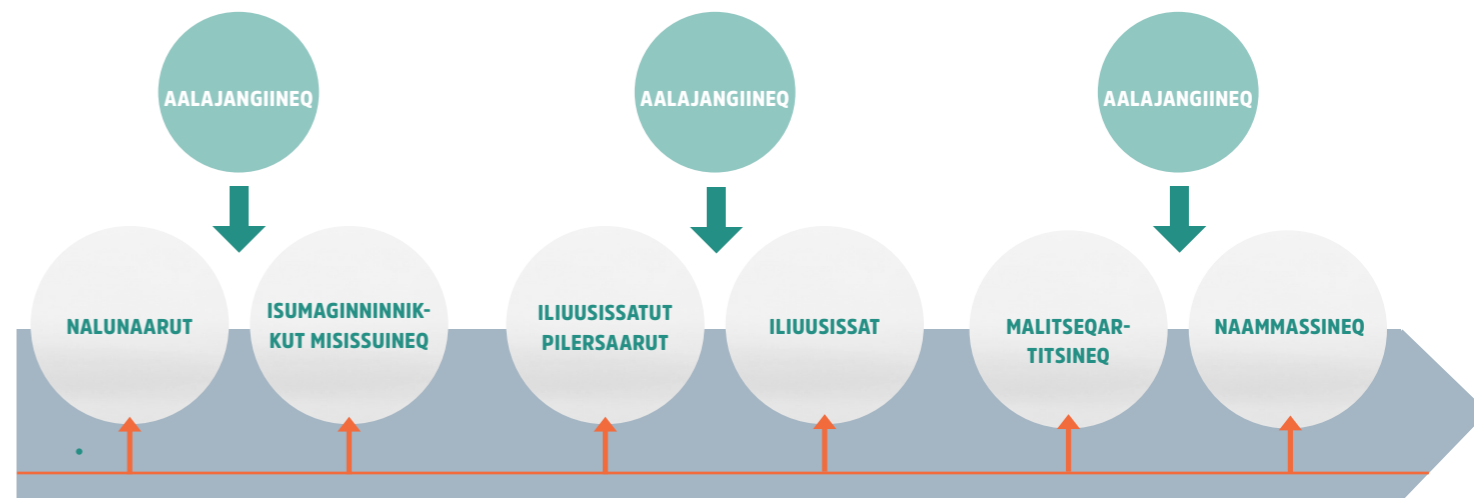 AALAJANGIINEQ
AALAJANGIINEQ
AALAJANGIINEQ
NALUNAARUT
ISUMAGINNINNIK-
KUT MISISSUINEQ
ILIUUSISSATUT
PILERSAARUT
ILIUUSISSAT
MALITSEQAR-
TITSINEQ
NAAMMASSINEQ